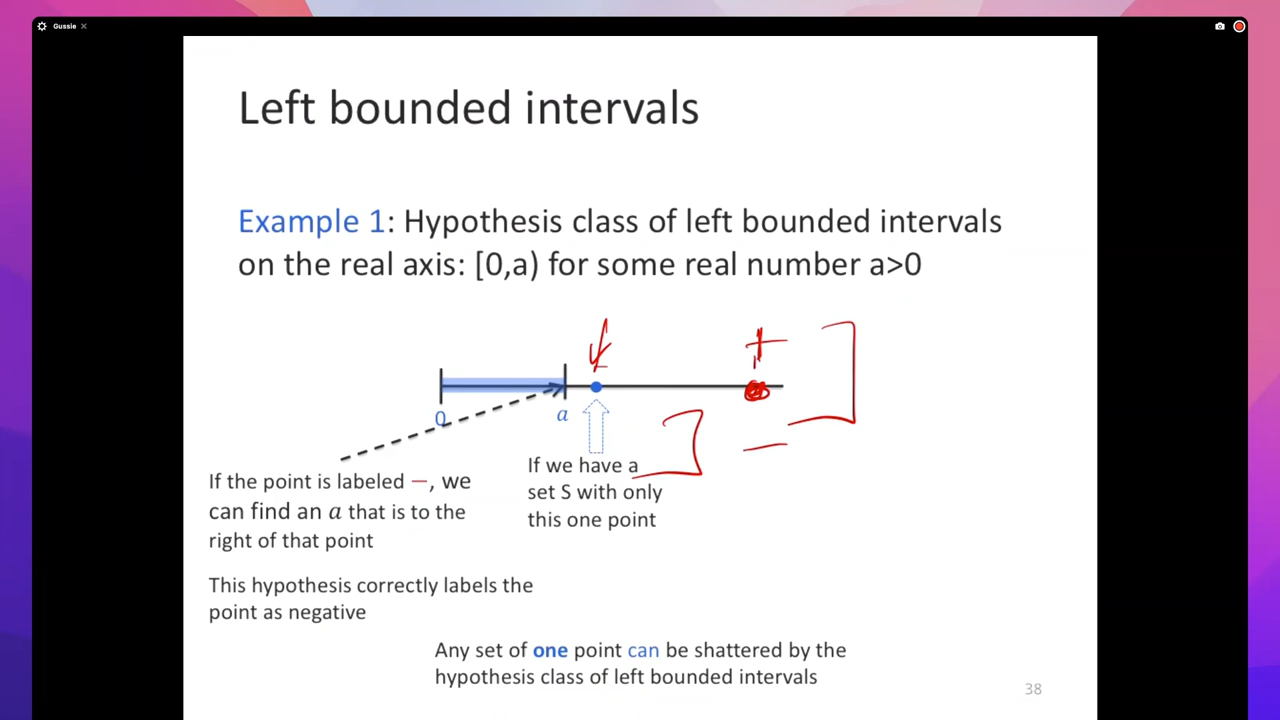 Gussie
Left bounded intervals
Example 1: Hypothesis class of left bounded intervals
on the real axis: [0,a) for some real number a>0
+
0
a
−
If the point is labeled −, we
can find an a that is to the
right of that point
If we have a
set S with only
this one point
This hypothesis correctly labels the
point as negative
Any set of one point can be shattered by the
hypothesis class of left bounded intervals
38